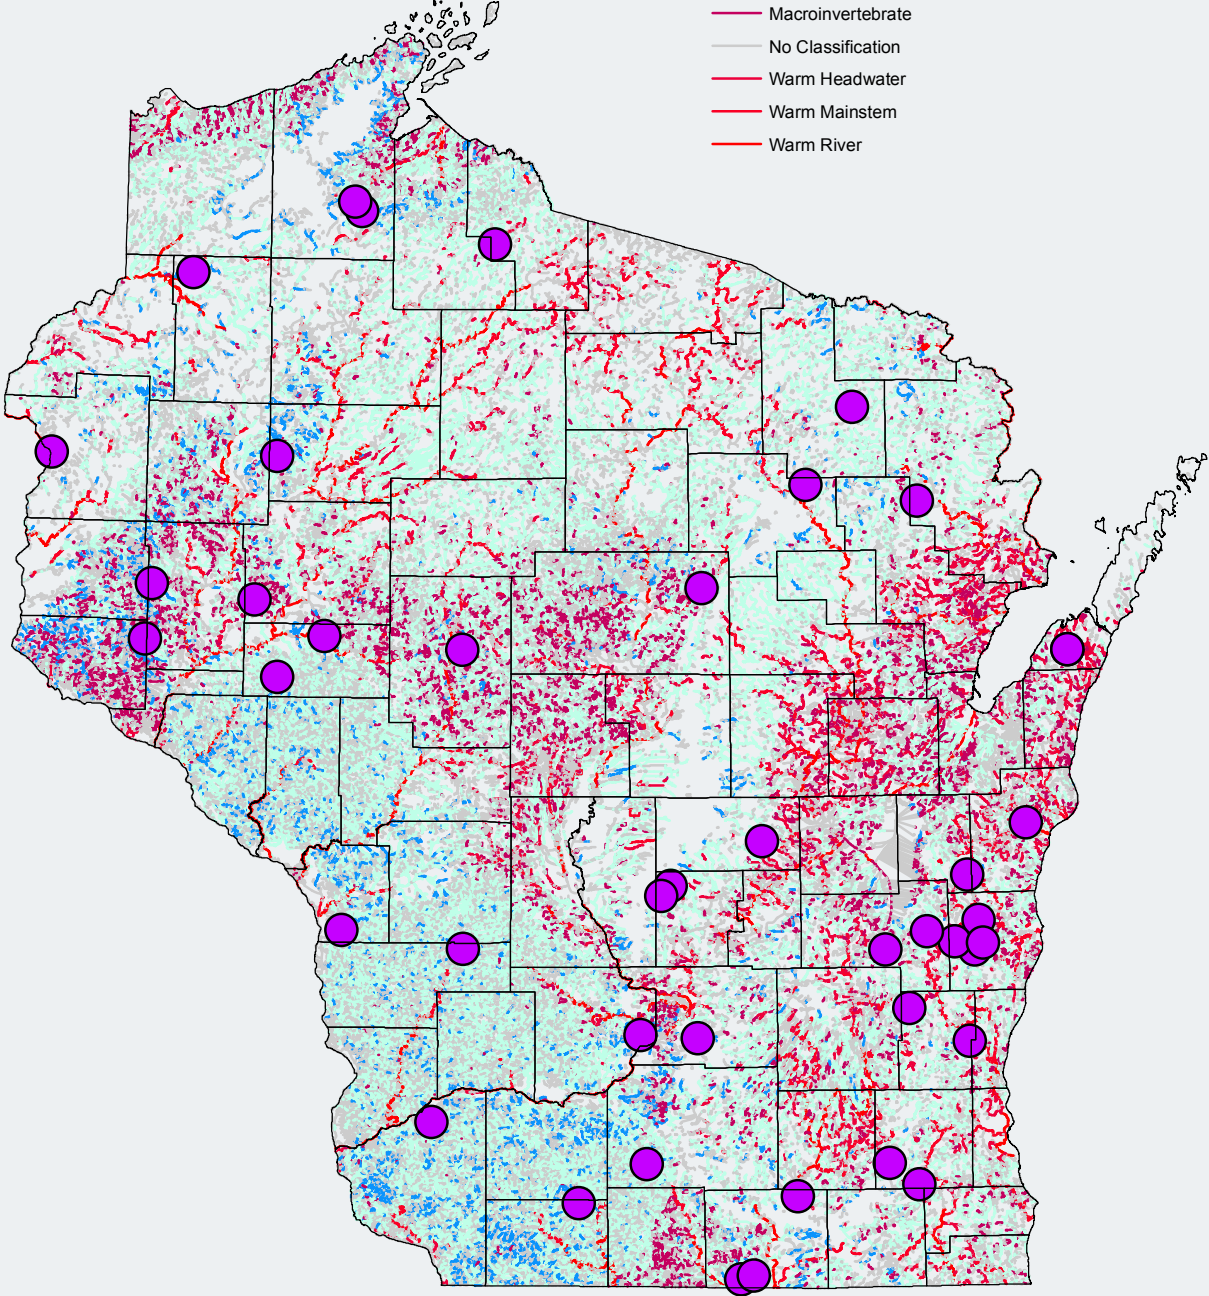 Macroinvertebrate
No Classification
Warm Headwater
Warm Mainstem
Warm River